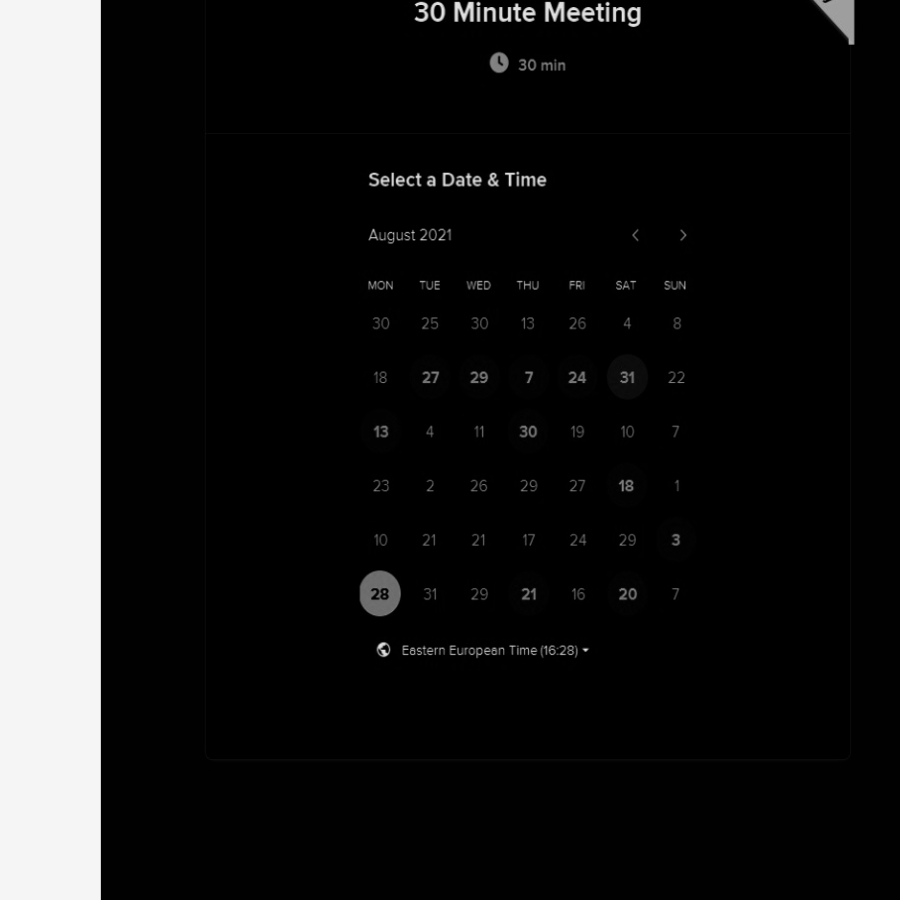 30 Minute Meeting
30 min
Select a Date & Time
August 2021
MON TUE WED THU FRI SAT SUN
30 25 30 13 26 4 8
18 27 29 7 24 31 22
13 4 11 30 19 10 7
23 2 26 29 27 18 1
10 21 21 17 24 29 3
28 31 29 21 16 20 7
Eastern European Time (16:28)